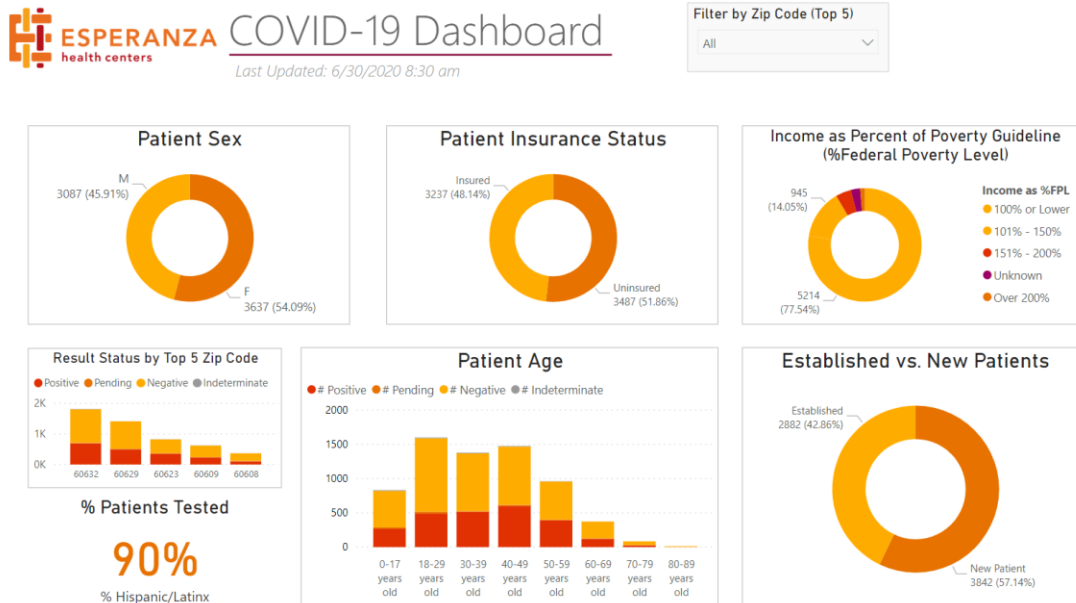 ESPERANZA
health centers
COVID-19 Dashboard
Last Updated: 6/30/2020 8:30 am
Filter by Zip Code (Top 5)
All
Patient Sex
M
3087 (45.91%)
F
3637 (54.09%)
Patient Insurance Status
Insured
3237 (48.14%)
Uninsured
3487 (51.86%)
Income as Percent of Poverty Guideline
(%Federal Poverty Level)
945
(14.05%)
5214
(77.54%)
Income as %FPL
100% or Lower
101% - 150%
151% - 200%
Unknown
Over 200%
Result Status by Top 5 Zip Code
Positive Pending Negative Indeterminate
2K
1K
0K
60632 60629 60623 60609 60608
% Patients Tested
90%
% Hispanic/Latinx
Patient Age
# Positive # Pending # Negative # Indeterminate
2000
1500
1000
500
0
0-17 18-29 30-39 40-49 50-59 60-69 70-79 80-89
years years years years years years years years
old old old old old old old old
Established vs. New Patients
Established
2882 (42.86%)
New Patient
3842 (57.14%)